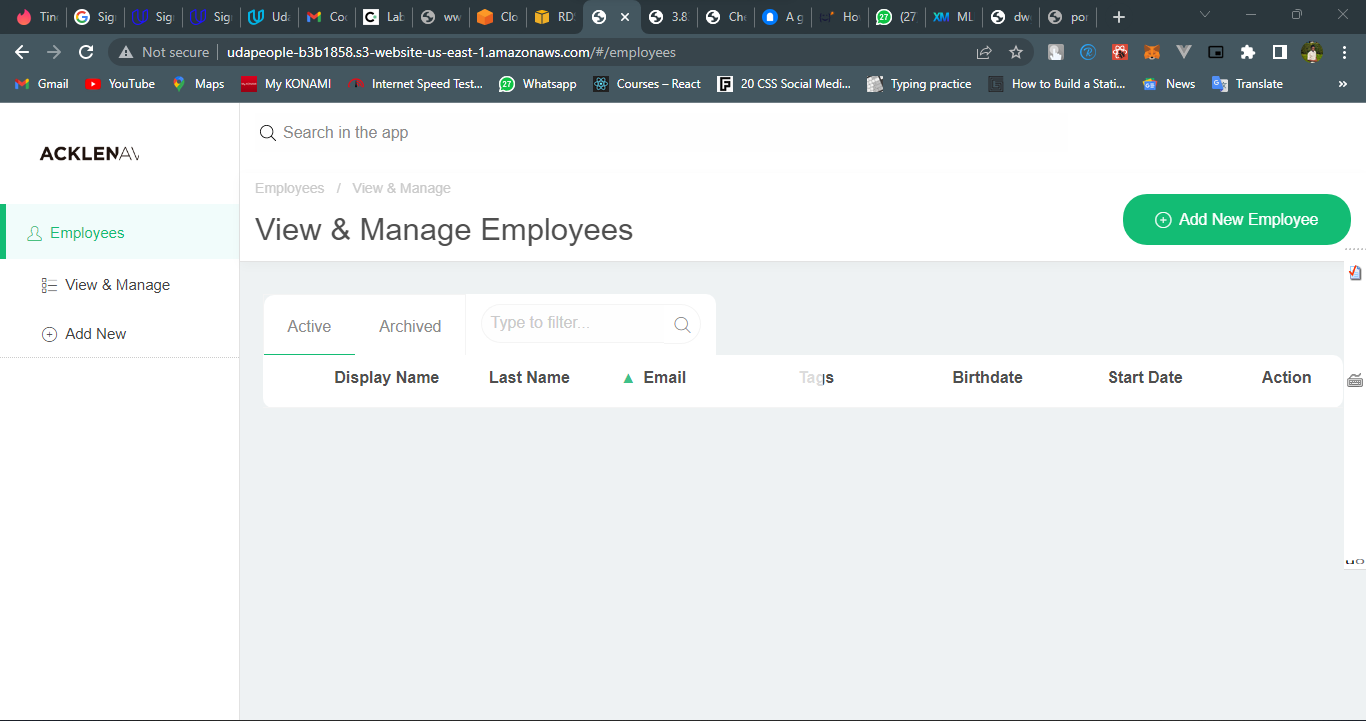 Tin Sig Sig Sig Uda Co Lab ww Clo RD 3.8 Che A g Ho (27 ML dw por
Not secure udapeople-b3b1858.s3-website-us-east-1.amazonaws.com/#/employees
Gmail YouTube Maps My KONAMI Internet Speed Test... Whatsapp Courses – React 20 CSS Social Medi... Typing practice How to Build a Stati... News Translate »
ACKLENAV
Search in the app
Employees / View & Manage
View & Manage Employees
Add New Employee
Employees
View & Manage
Add New
Active Archived Type to filter...
Display Name Last Name ▲ Email Tags Birthdate Start Date Action